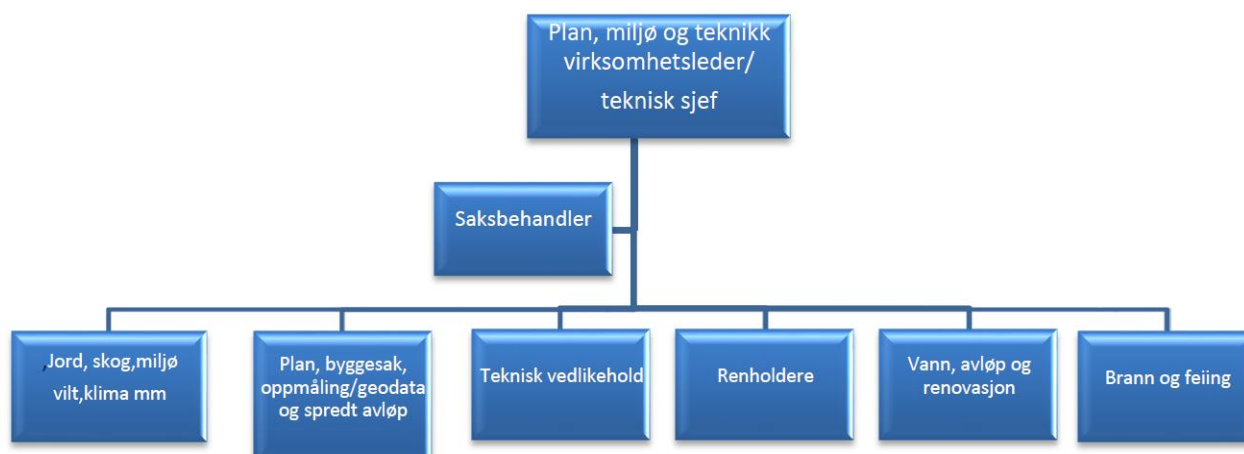 Plan, miljø og teknikk
virksomhetsleder/
teknisk sjef
Saksbehandler
,Jord, skog,miljø
vilt,klima mm
Plan, byggesak,
oppmåling/geodata
og spredt avløp
Teknisk vedlikehold
Renholdere
Vann, avløp og
renovasjon
Brann og feiing